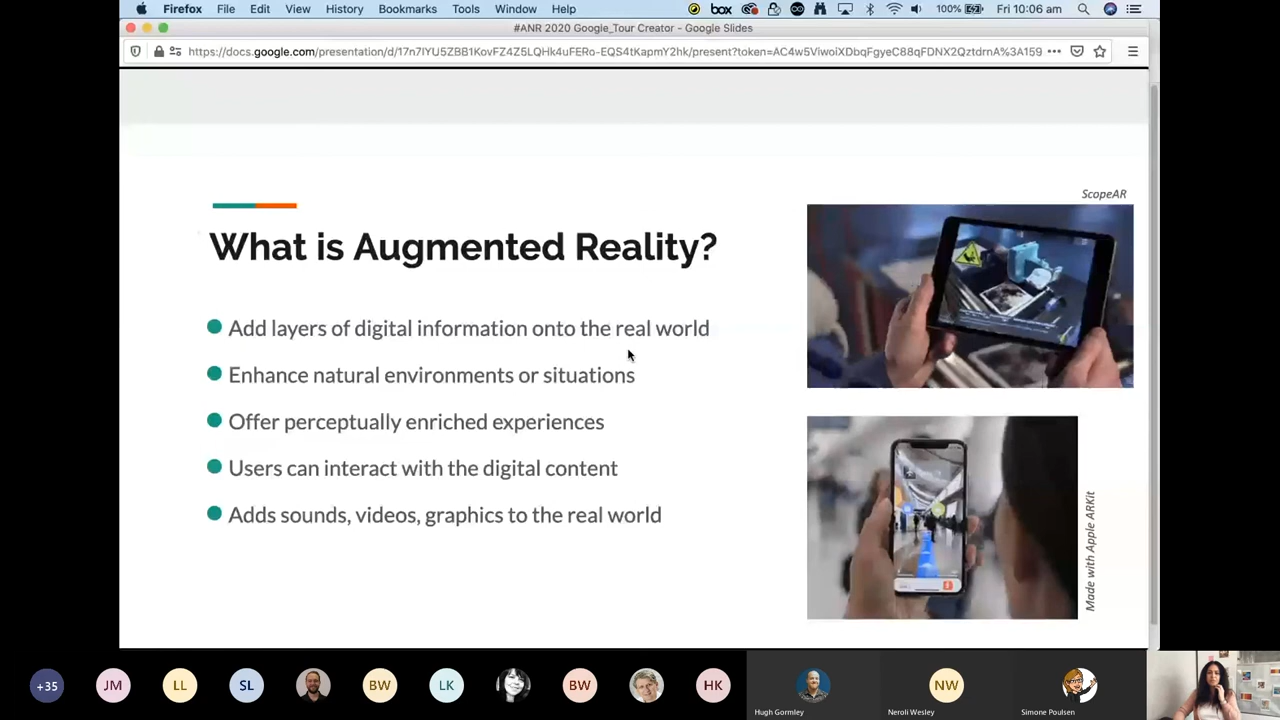 Firefox File Edit View History Bookmarks Tools Window Help box 100% Fri 10:06 am
#ANR 2020 Google_Tour Creator - Google Slides
https://docs.google.com/presentation/d/17n7IYU5ZBB1KovFZ4Z5LQHk4uFERo-EQS4tKapmY2hk/present?token=AC4w5ViwoiXDbqFgyeC88qFDNX2QztdrnA%3A159
ScopeAR
What is Augmented Reality?
Add layers of digital information onto the real world
Enhance natural environments or situations
Offer perceptually enriched experiences
Users can interact with the digital content
Adds sounds, videos, graphics to the real world
Made with Apple ARKit
+35 JM LL SL BW LK BW HK NW
Hugh Gormley Neroli Wesley Simone Poulsen